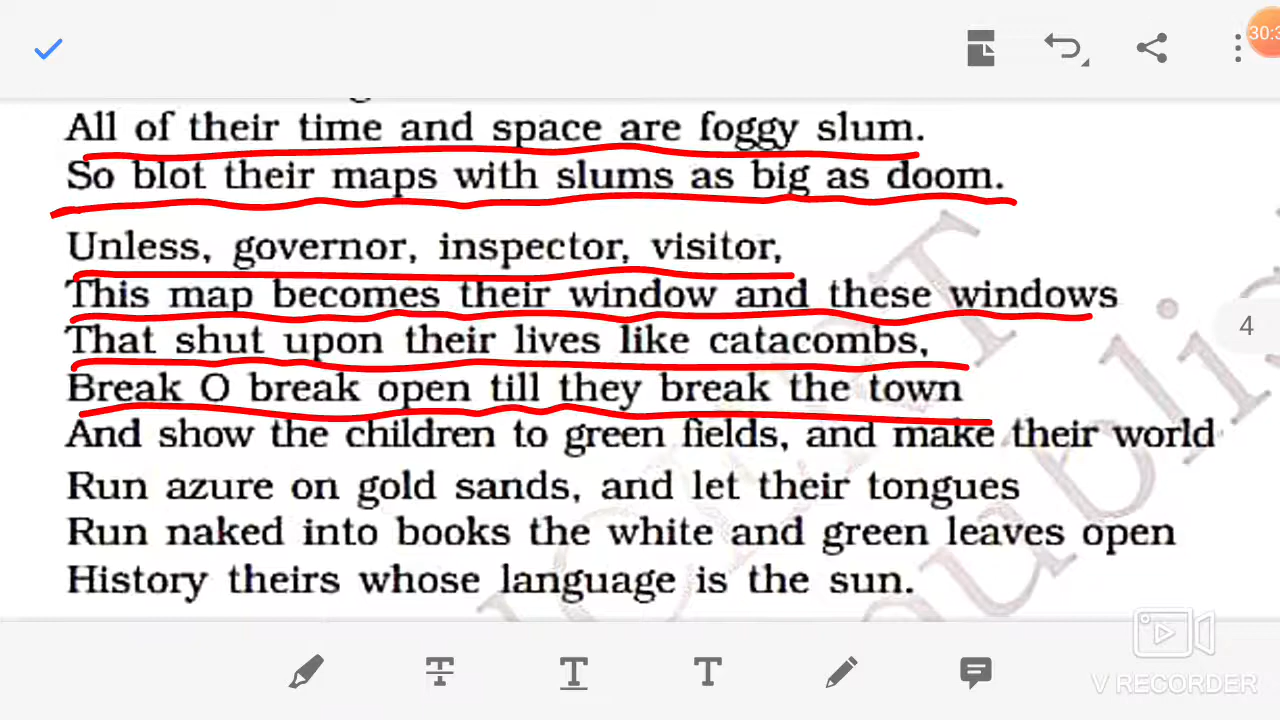 30:3
All of their time and space are foggy slum.
So blot their maps with slums as big as doom.
Unless, governor, inspector, visitor,
This map becomes their window and these windows
That shut upon their lives like catacombs,
4
Break O break open till they break the town
And show the children to green fields, and make their world
Run azure on gold sands, and let their tongues
Run naked into books the white and green leaves open
History theirs whose language is the sun.
T T T
V RECORDER